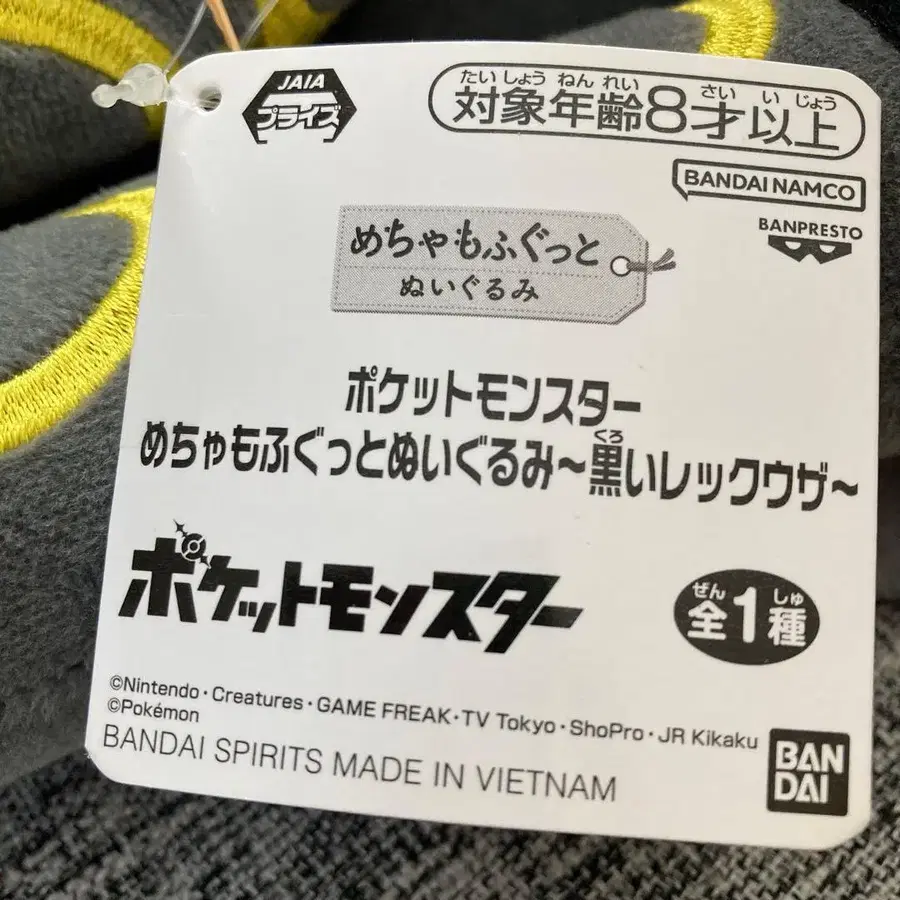 JAIA
プライズ
たいしょうねんれい さい いじょう
対象年齢8才以上
BANDAI NAMCO
BANPRESTO
めちゃもふぐっと
ぬいぐるみ
ポケットモンスター
くろ
めちゃもふぐっとぬいぐるみ~黒いレックウザ~
ポケットモンスター
ぜん しゅ
全1種
©Nintendo・Creatures・GAME FREAK・TV Tokyo・ShoPro・JR Kikaku
©Pokémon
BANDAI SPIRITS MADE IN VIETNAM
BAN
DAI